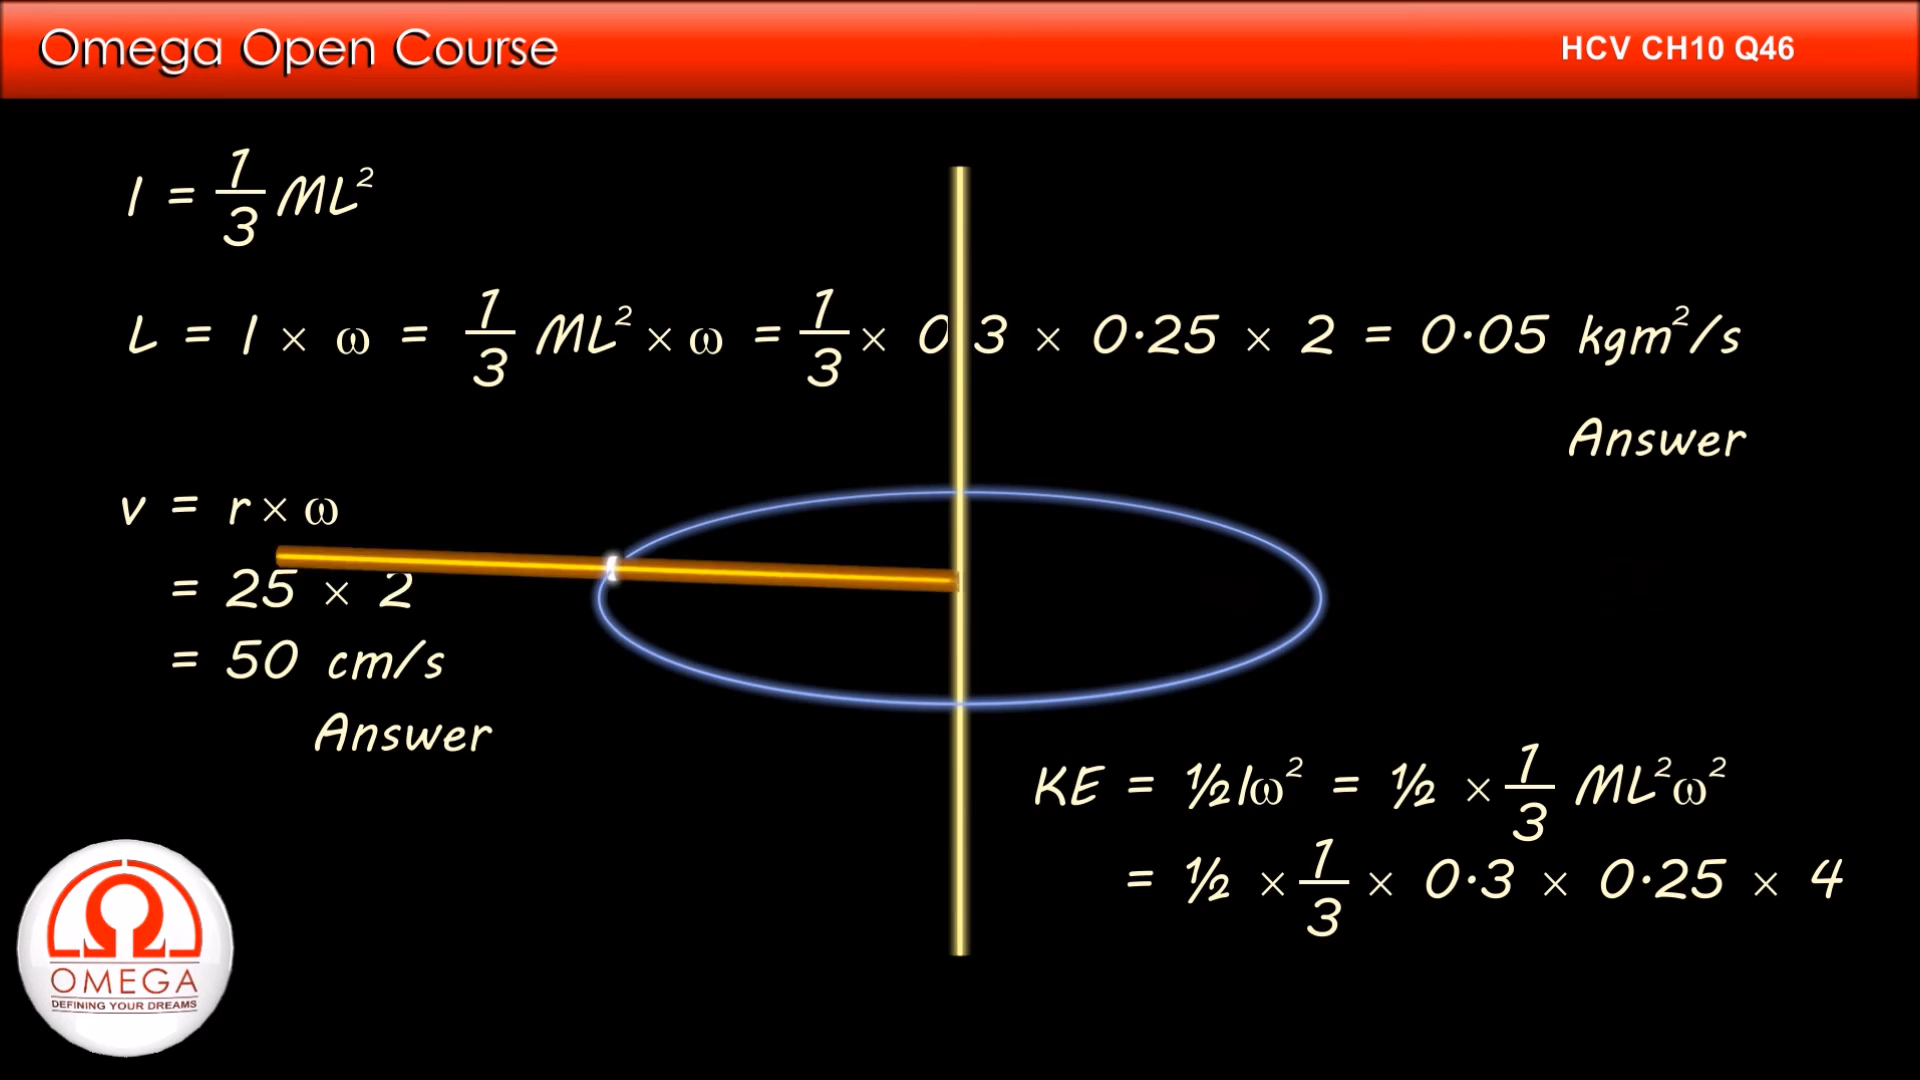 Omega Open Course
HCV CH10 Q46
I = 1/3 ML²
L = I × ω = 1/3 ML² × ω = 1/3 × 0·3 × 0·25 × 2 = 0·05 kgm²/s
Answer
v = r × ω
= 25 × 2
= 50 cm/s
Answer
KE = ½Iω² = ½ × 1/3 ML²ω²
= ½ × 1/3 × 0·3 × 0·25 × 4
OMEGA
DEFINING YOUR DREAMS